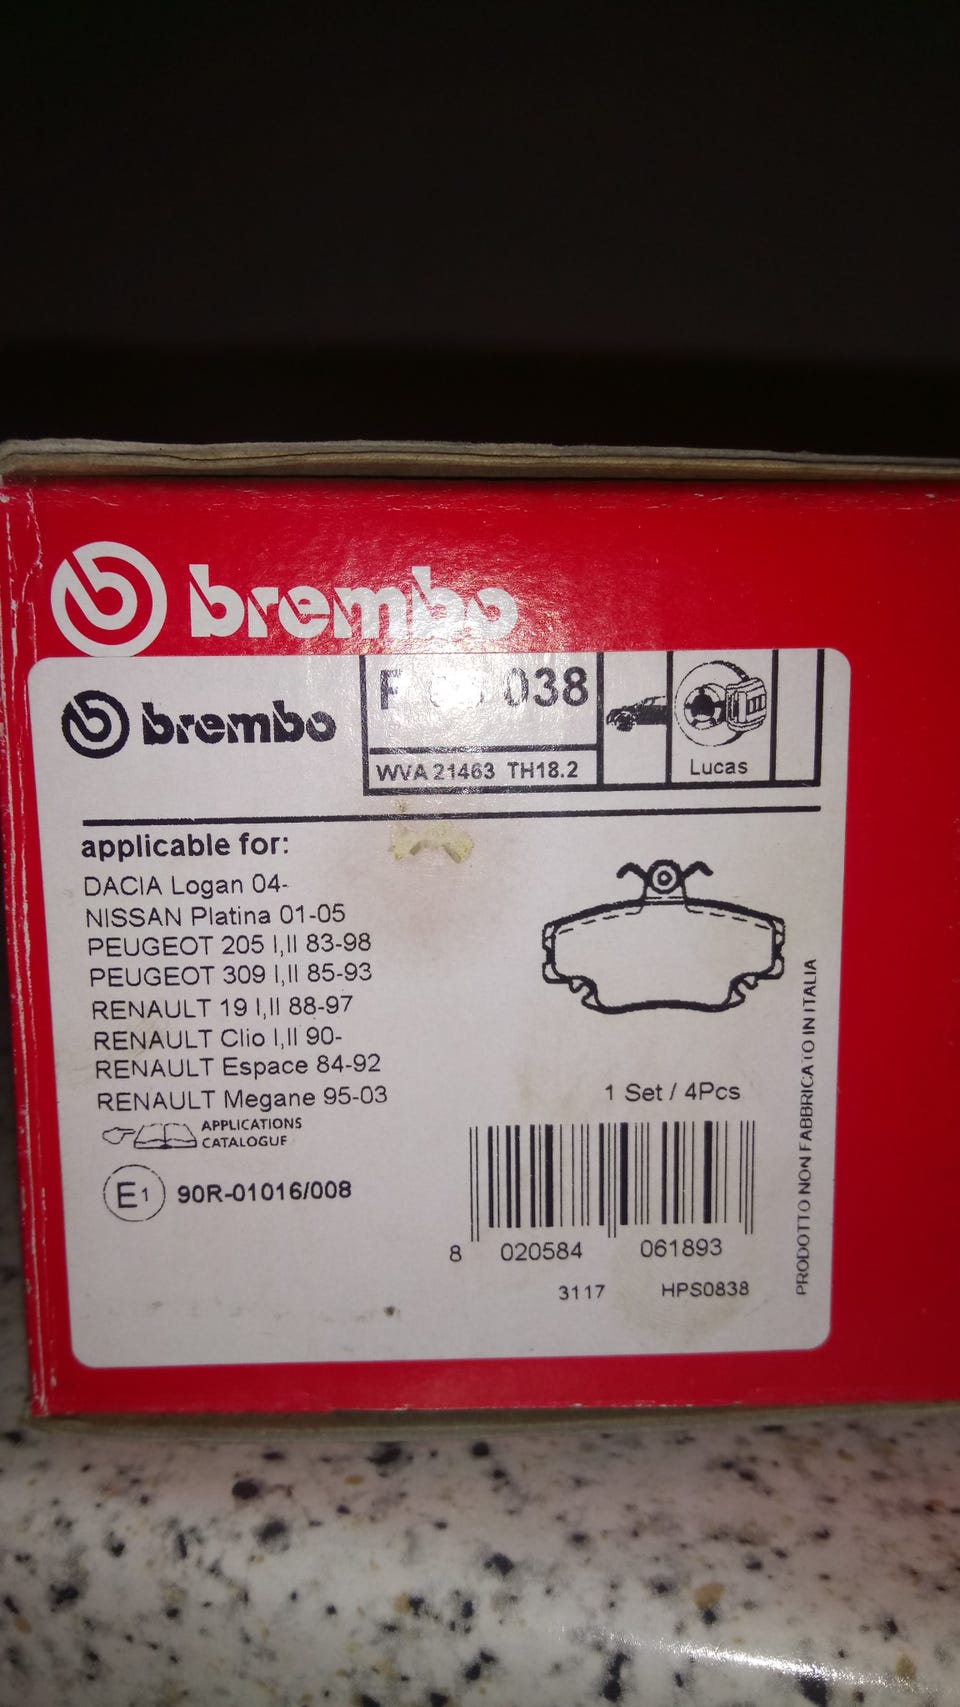 brembo
brembo
038
WVA 21463 TH18.2
Lucas
applicable for:
DACIA Logan 04-
NISSAN Platina 01-05
PEUGEOT 205 I,II 83-98
PEUGEOT 309 I,II 85-93
RENAULT 19 I,II 88-97
RENAULT Clio I,II 90-
RENAULT Espace 84-92
RENAULT Megane 95-03
APPLICATIONS
CATALOGUE
E1 90R-01016/008
1 Set / 4Pcs
8 020584 061893
3117 HPS0838
PRODOTTO NON FABBRICATO IN ITALIA